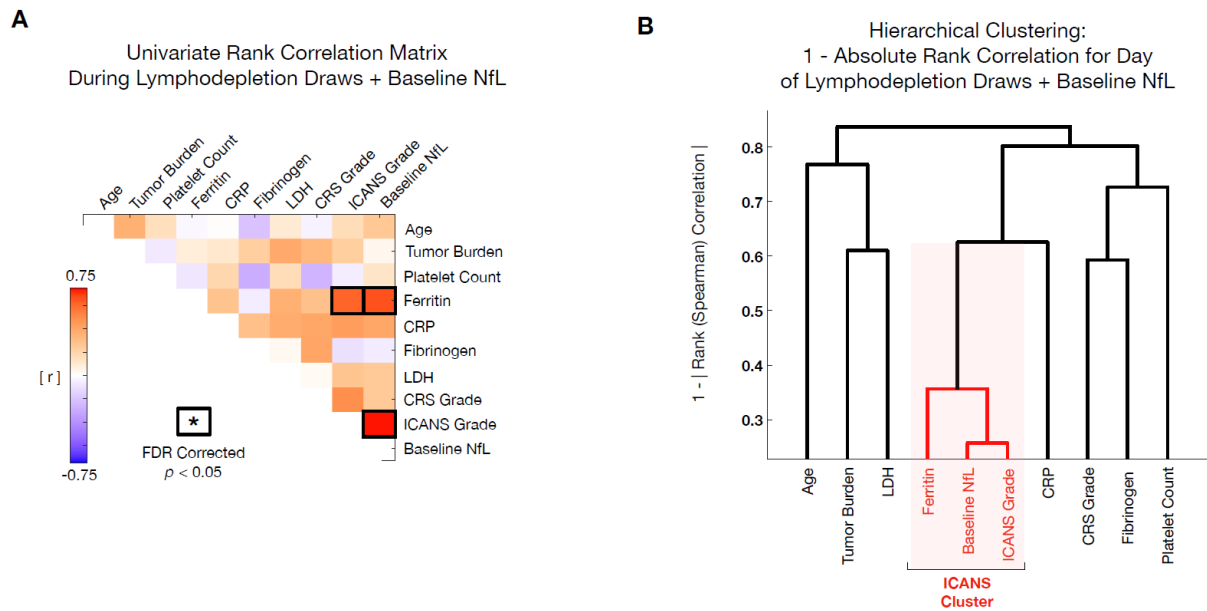 A
Univariate Rank Correlation Matrix
During Lymphodepletion Draws + Baseline NfL
Age
Tumor Burden
Platelet Count
Ferritin
CRP
Fibrinogen
LDH
CRS Grade
ICANS Grade
Baseline NfL
Age
Tumor Burden
Platelet Count
Ferritin
CRP
Fibrinogen
LDH
CRS Grade
ICANS Grade
Baseline NfL
0.75
[ r ]
-0.75
*
FDR Corrected
p < 0.05
B
Hierarchical Clustering:
1 - Absolute Rank Correlation for Day
of Lymphodepletion Draws + Baseline NfL
1 - | Rank (Spearman) Correlation |
0.8
0.7
0.6
0.5
0.4
0.3
Age
Tumor Burden
LDH
Ferritin
Baseline NfL
ICANS Grade
CRP
CRS Grade
Fibrinogen
Platelet Count
ICANS
Cluster